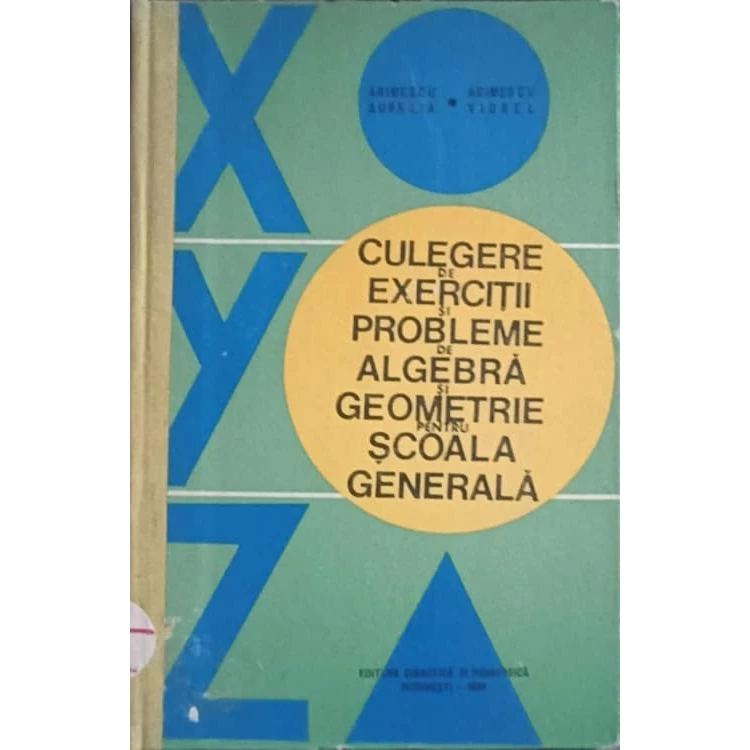 X
ARIMESCU • ARIMESCU
AURELIA VIOREL
CULEGERE
DE
EXERCIȚII
ȘI
PROBLEME
DE
ALGEBRĂ
ȘI
GEOMETRIE
PENTRU
ȘCOALA
GENERALĂ
Y
Z
EDITURA DIDACTICĂ ȘI PEDAGOGICĂ
BUCUREȘTI